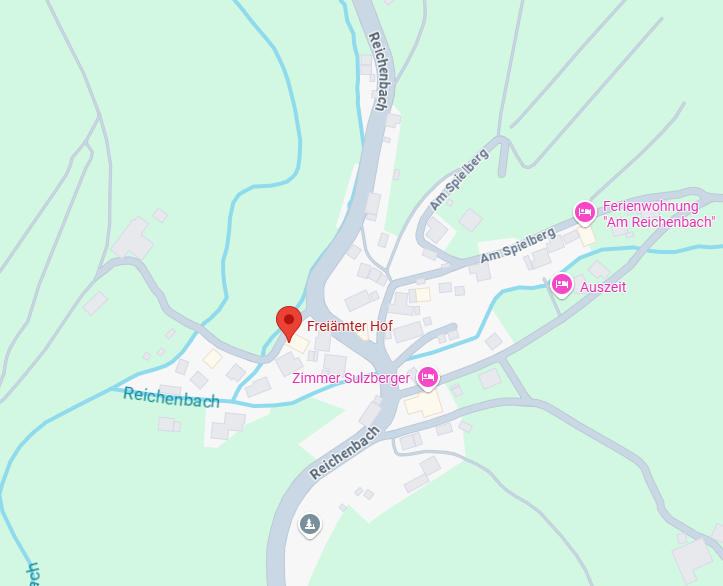 Reichenbach
Am Spielberg
Ferienwohnung
"Am Reichenbach"
Am Spielberg
Auszeit
Freiämter Hof
Zimmer Sulzberger
Reichenbach
Reichenbach
ach